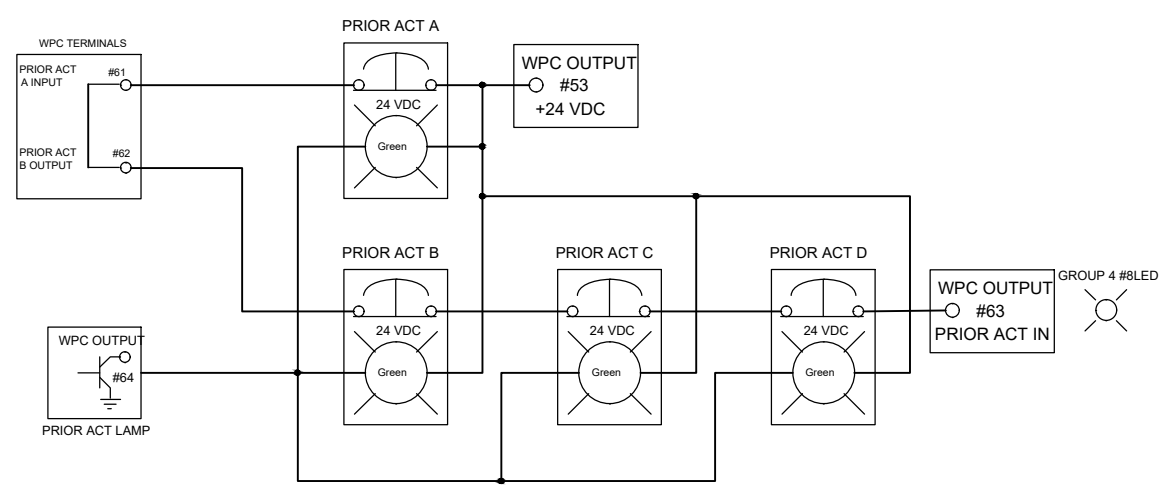 PRIOR ACT A
WPC TERMINALS
PRIOR ACT
A INPUT
#61
PRIOR ACT
B OUTPUT
#62
24 VDC
Green
WPC OUTPUT
#53
+24 VDC
PRIOR ACT B
24 VDC
Green
PRIOR ACT C
24 VDC
Green
PRIOR ACT D
24 VDC
Green
WPC OUTPUT
#63
PRIOR ACT IN
GROUP 4 #8LED
WPC OUTPUT
#64
PRIOR ACT LAMP